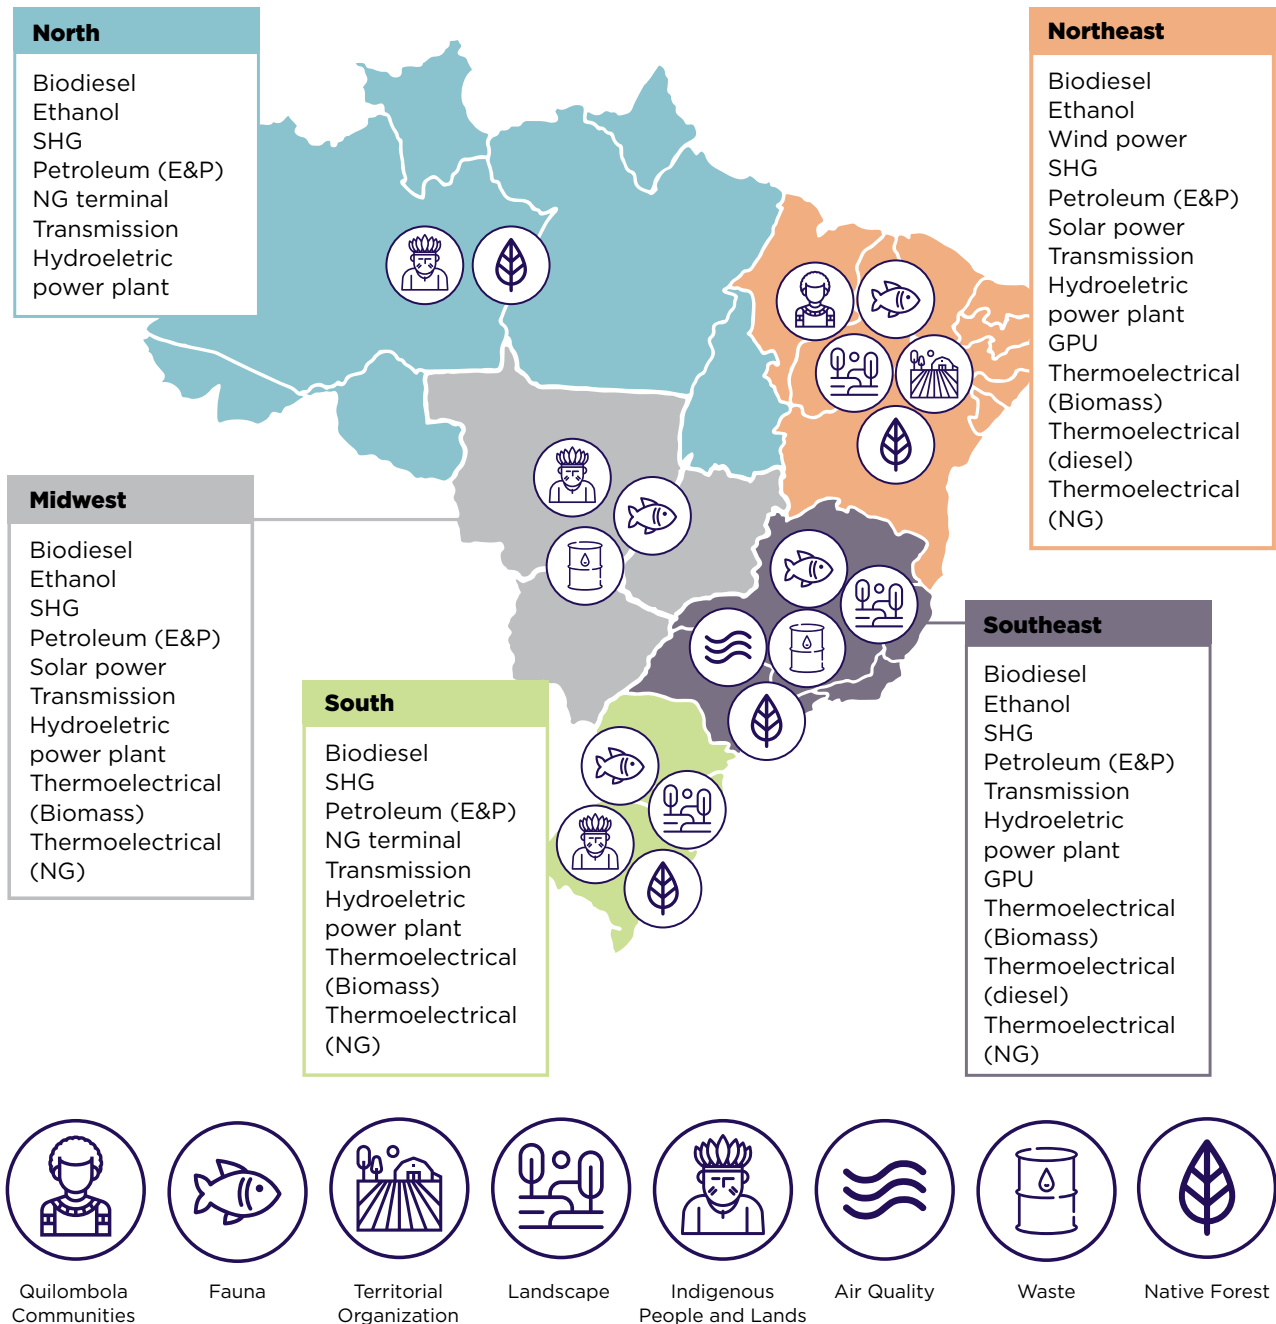 North
Biodiesel
Ethanol
SHG
Petroleum (E&P)
NG terminal
Transmission
Hydroeletric
power plant
Northeast
Biodiesel
Ethanol
Wind power
SHG
Petroleum (E&P)
Solar power
Transmission
Hydroeletric
power plant
GPU
Thermoelectrical
(Biomass)
Thermoelectrical
(diesel)
Thermoelectrical
(NG)
Midwest
Biodiesel
Ethanol
SHG
Petroleum (E&P)
Solar power
Transmission
Hydroeletric
power plant
Thermoelectrical
(Biomass)
Thermoelectrical
(NG)
South
Biodiesel
SHG
Petroleum (E&P)
NG terminal
Transmission
Hydroeletric
power plant
Thermoelectrical
(Biomass)
Thermoelectrical
(NG)
Southeast
Biodiesel
Ethanol
SHG
Petroleum (E&P)
Transmission
Hydroeletric
power plant
GPU
Thermoelectrical
(Biomass)
Thermoelectrical
(diesel)
Thermoelectrical
(NG)
Quilombola
Communities
Fauna
Territorial
Organization
Landscape
Indigenous
People and Lands
Air Quality
Waste
Native Forest